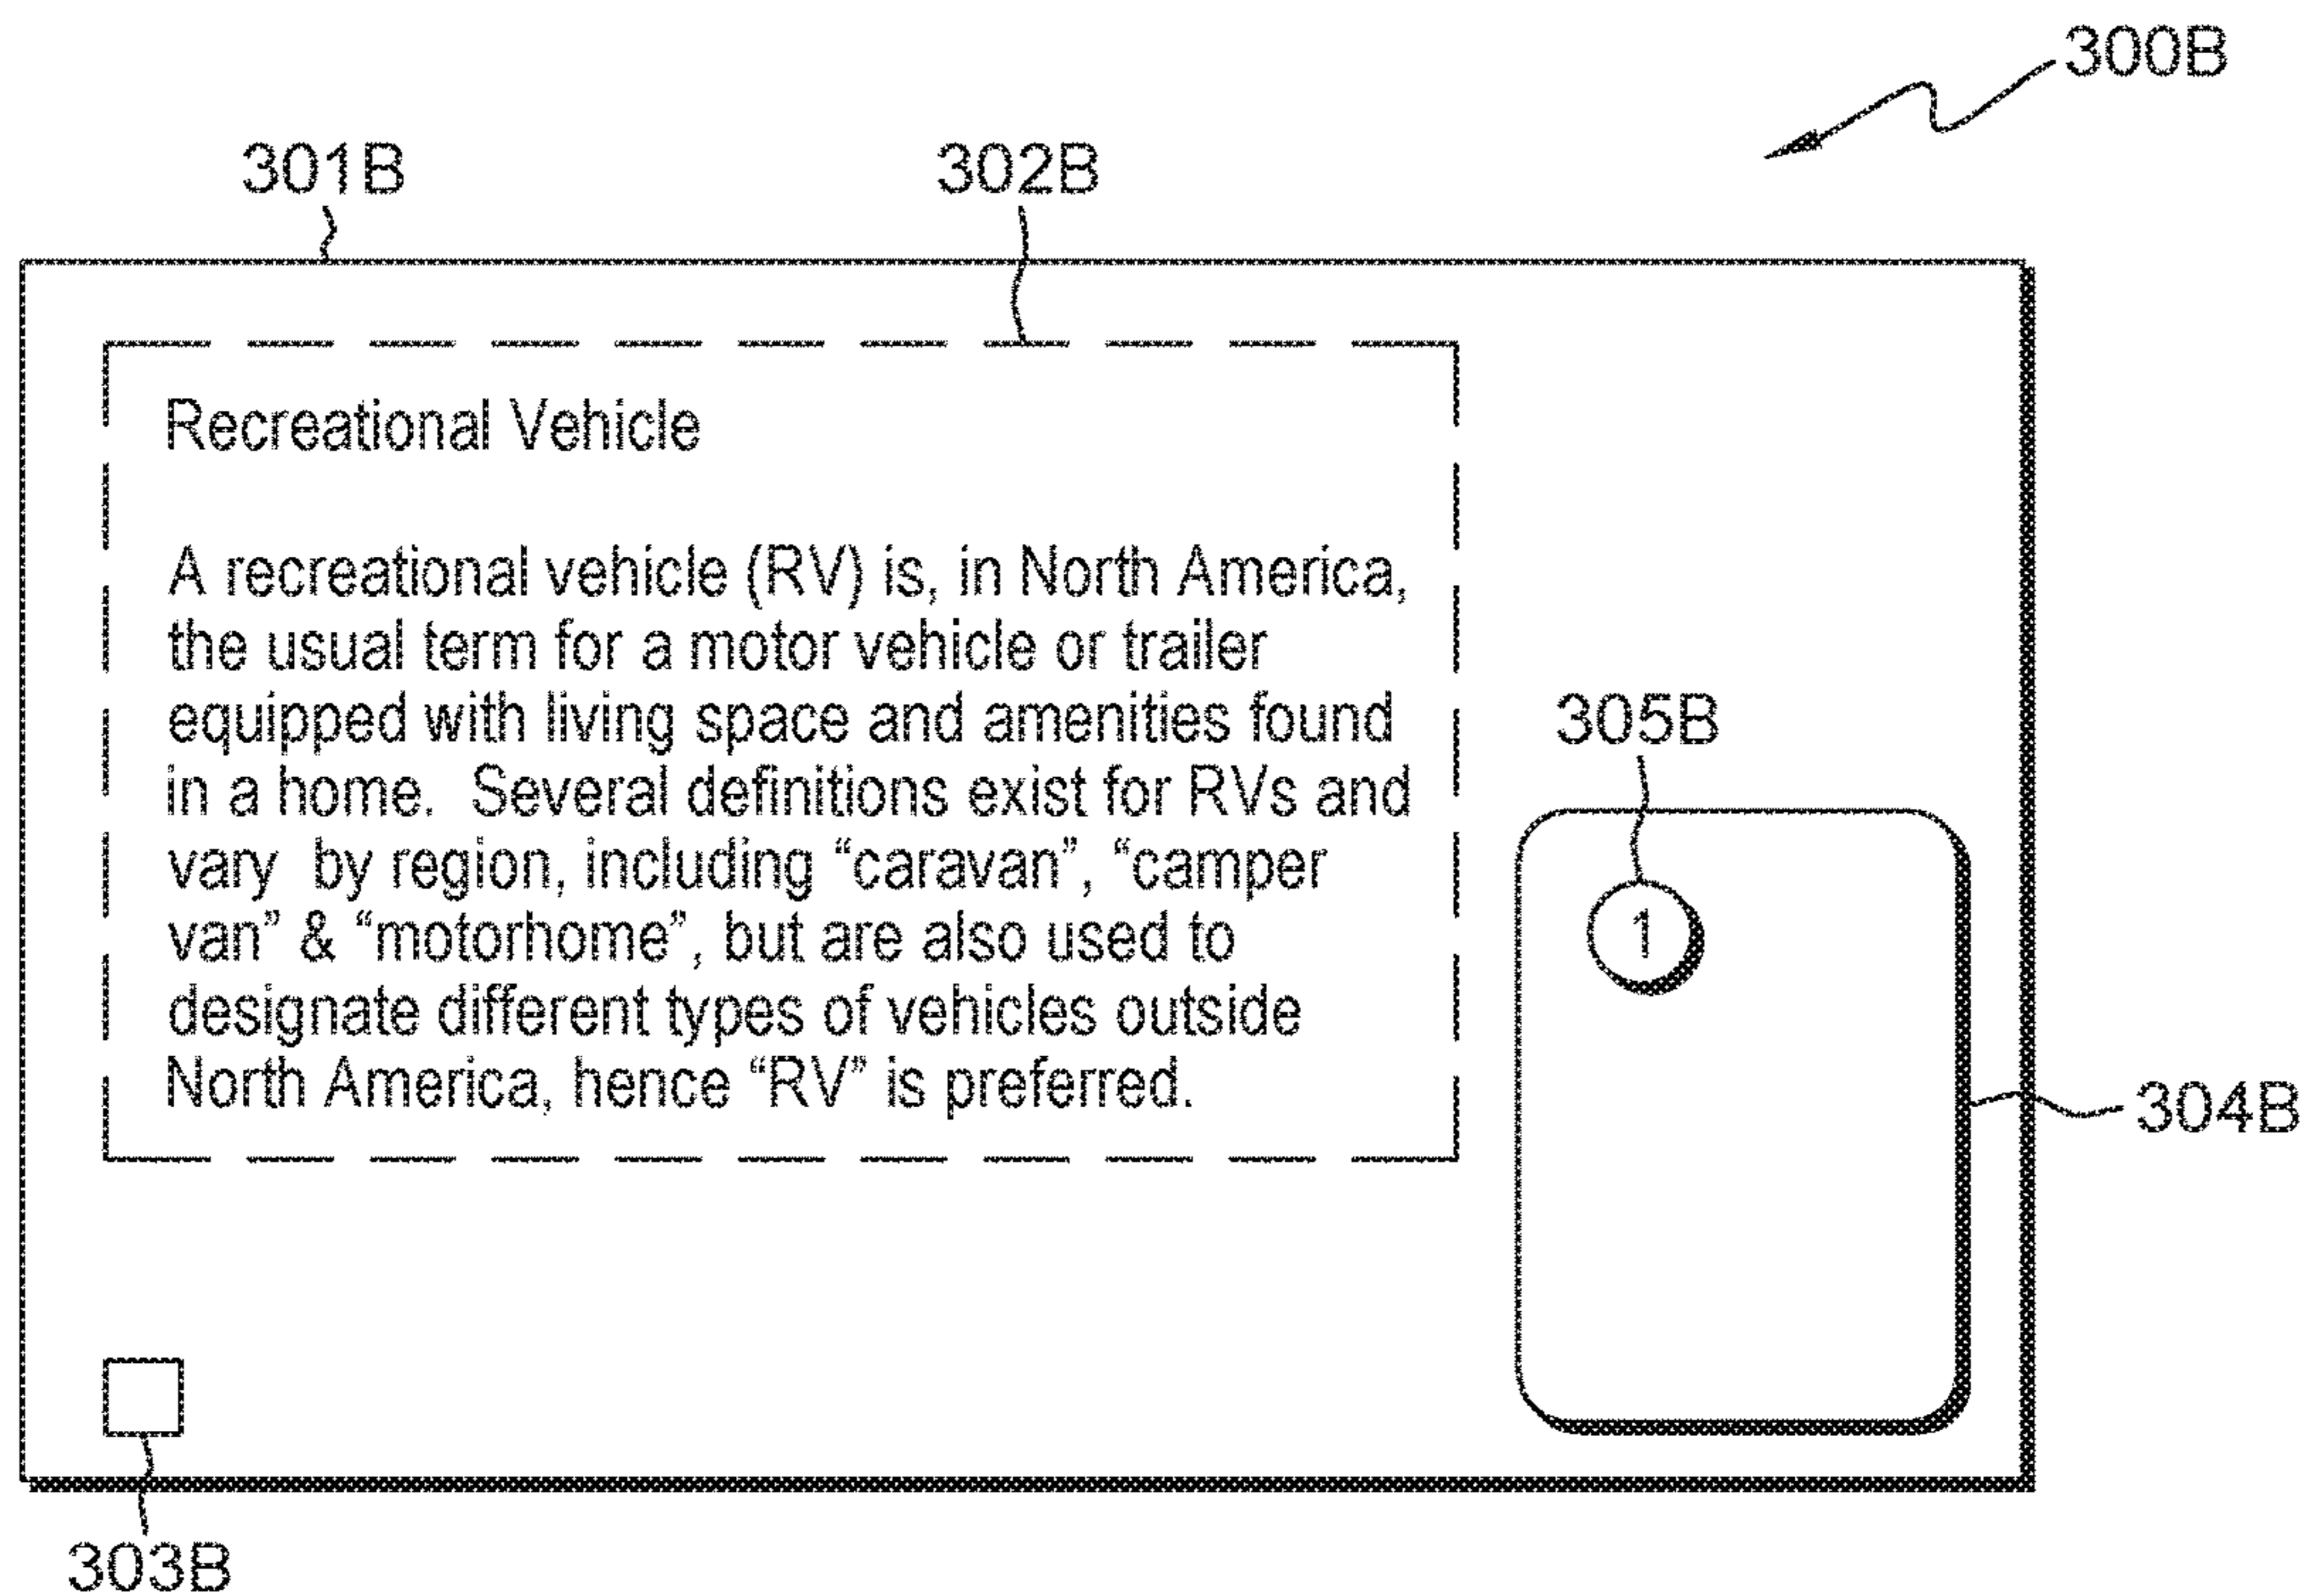 300B
301B
302B
Recreational Vehicle
A recreational vehicle (RV) is, in North America,
the usual term for a motor vehicle or trailer
equipped with living space and amenities found
in a home.  Several definitions exist for RVs and
vary  by region, including “caravan”, “camper
van” & “motorhome”, but are also used to
designate different types of vehicles outside
North America, hence “RV” is preferred.
305B
1
304B
303B